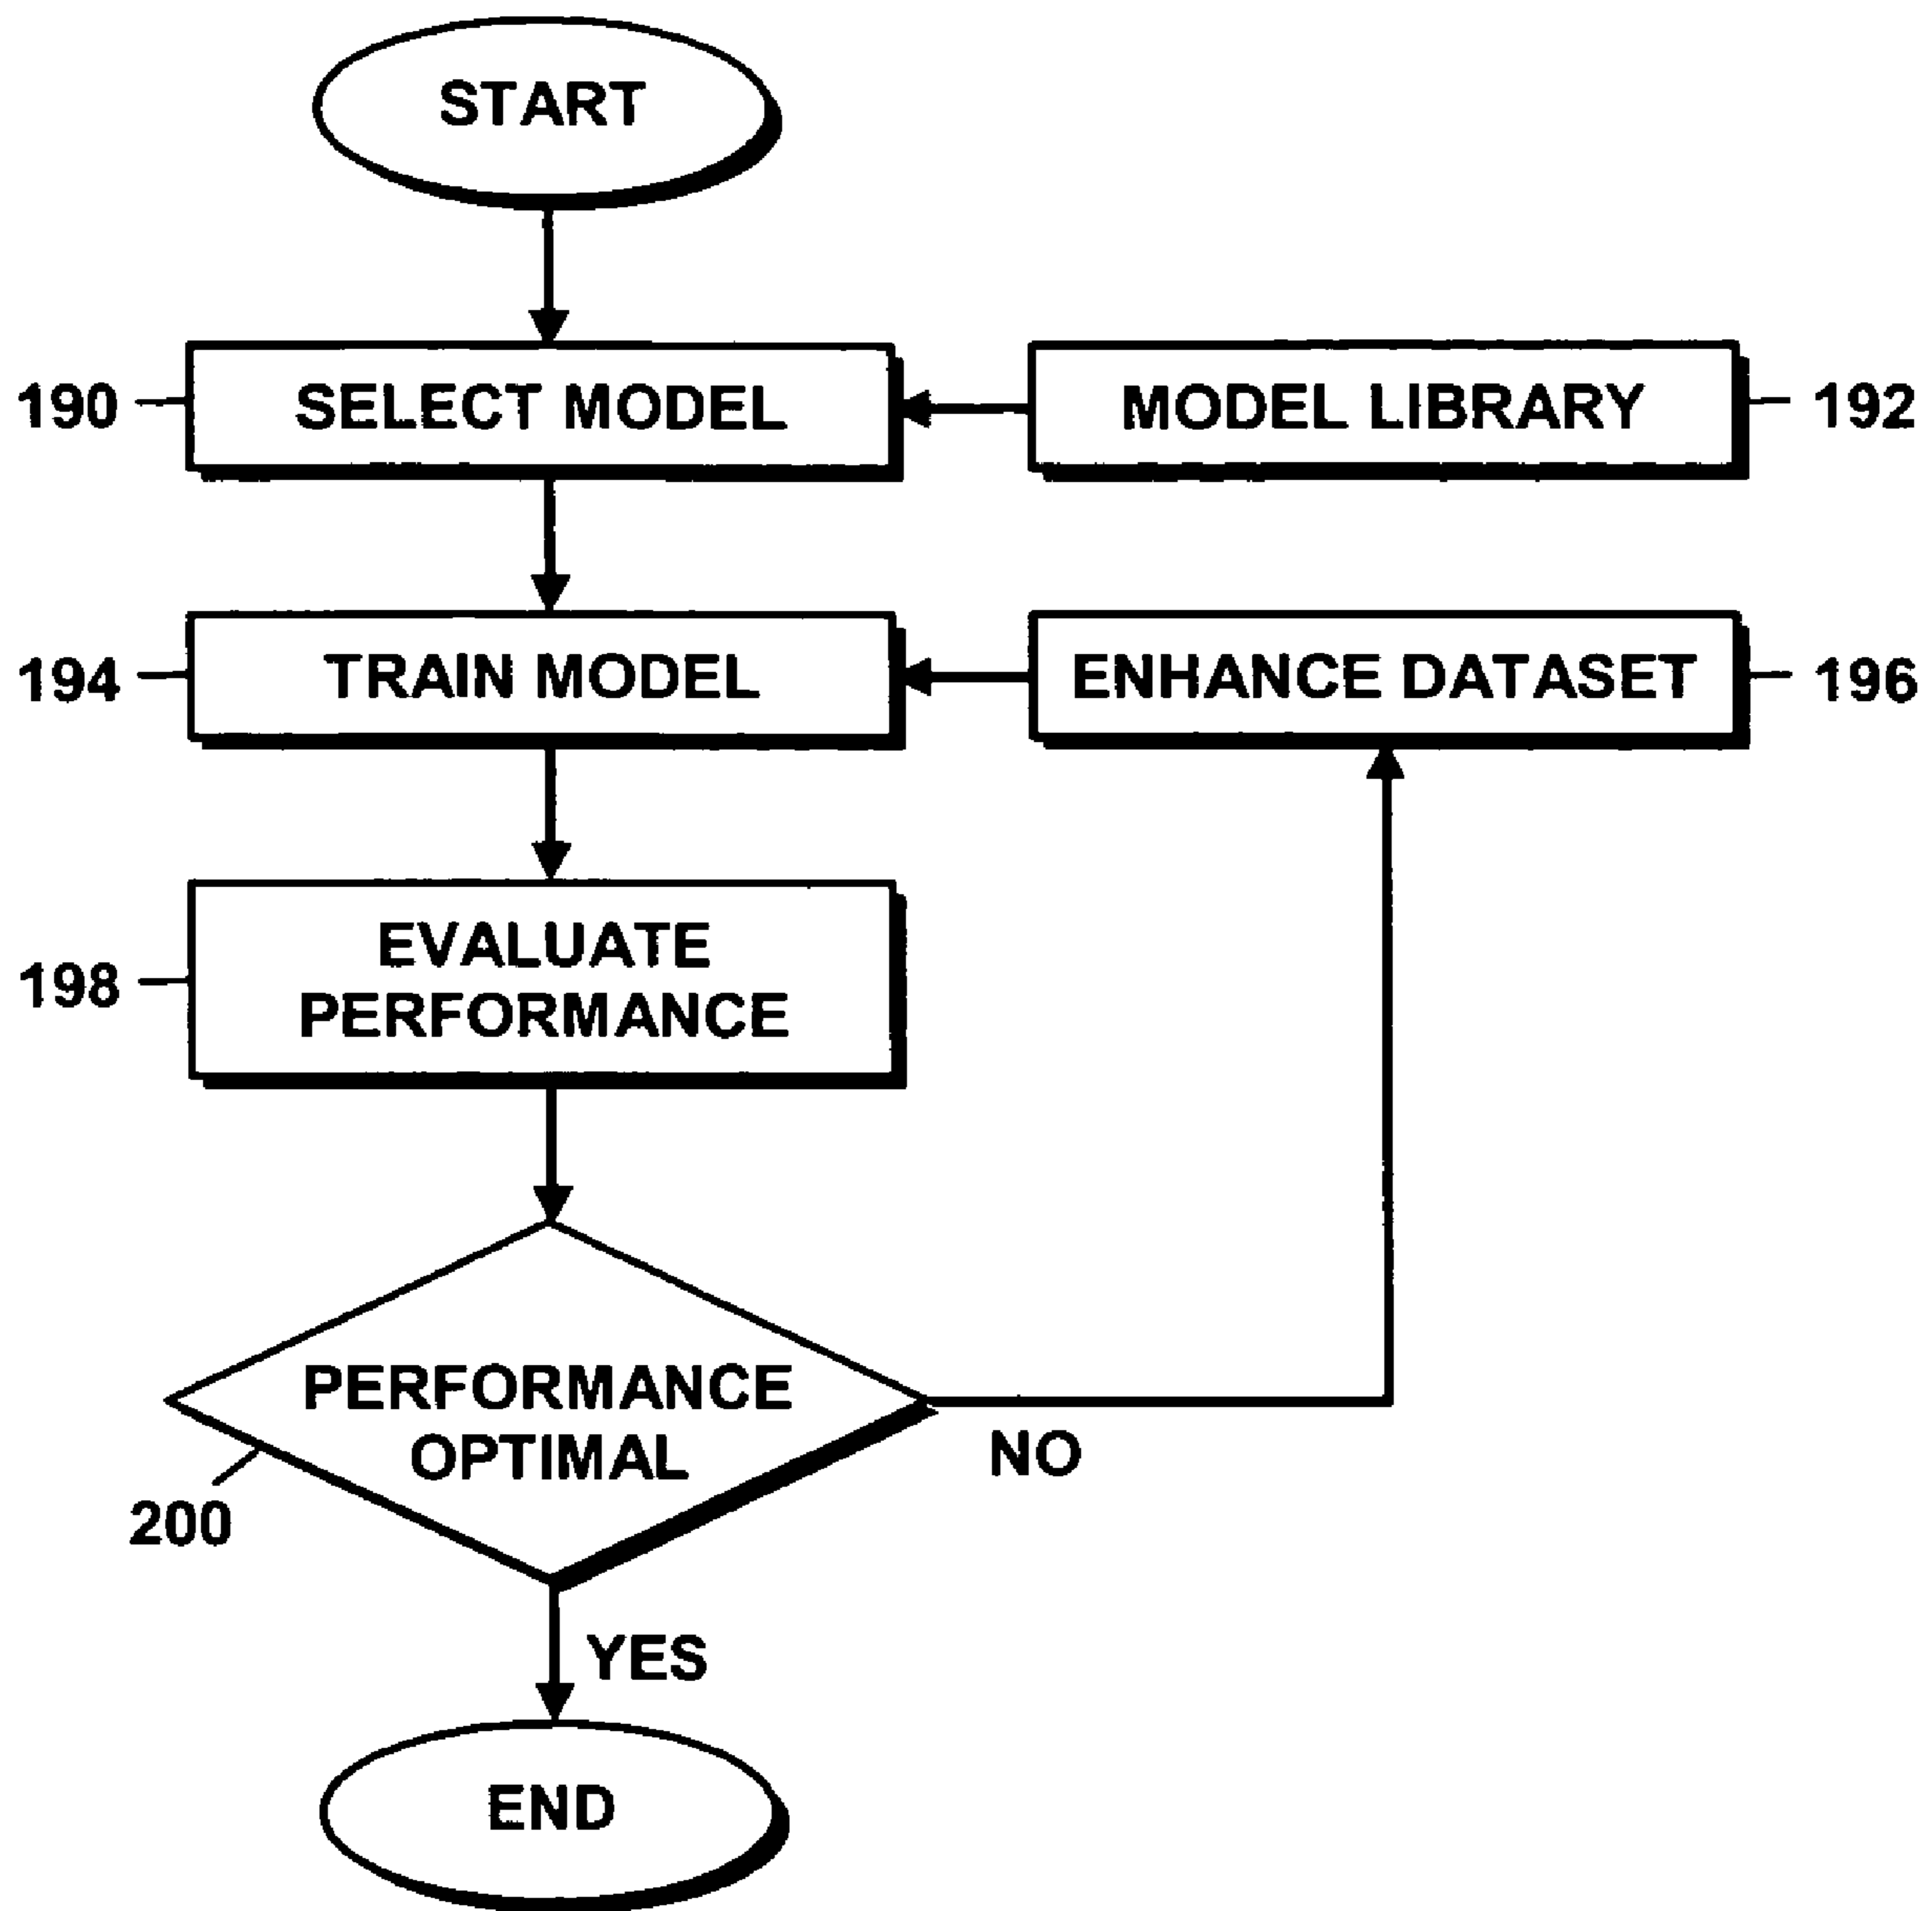 START
190
SELECT MODEL
MODEL LIBRARY
192
194
TRAIN MODEL
ENHANCE DATASET
196
198
EVALUATE
PERFORMANCE
PERFORMANCE
OPTIMAL
NO
200
YES
END